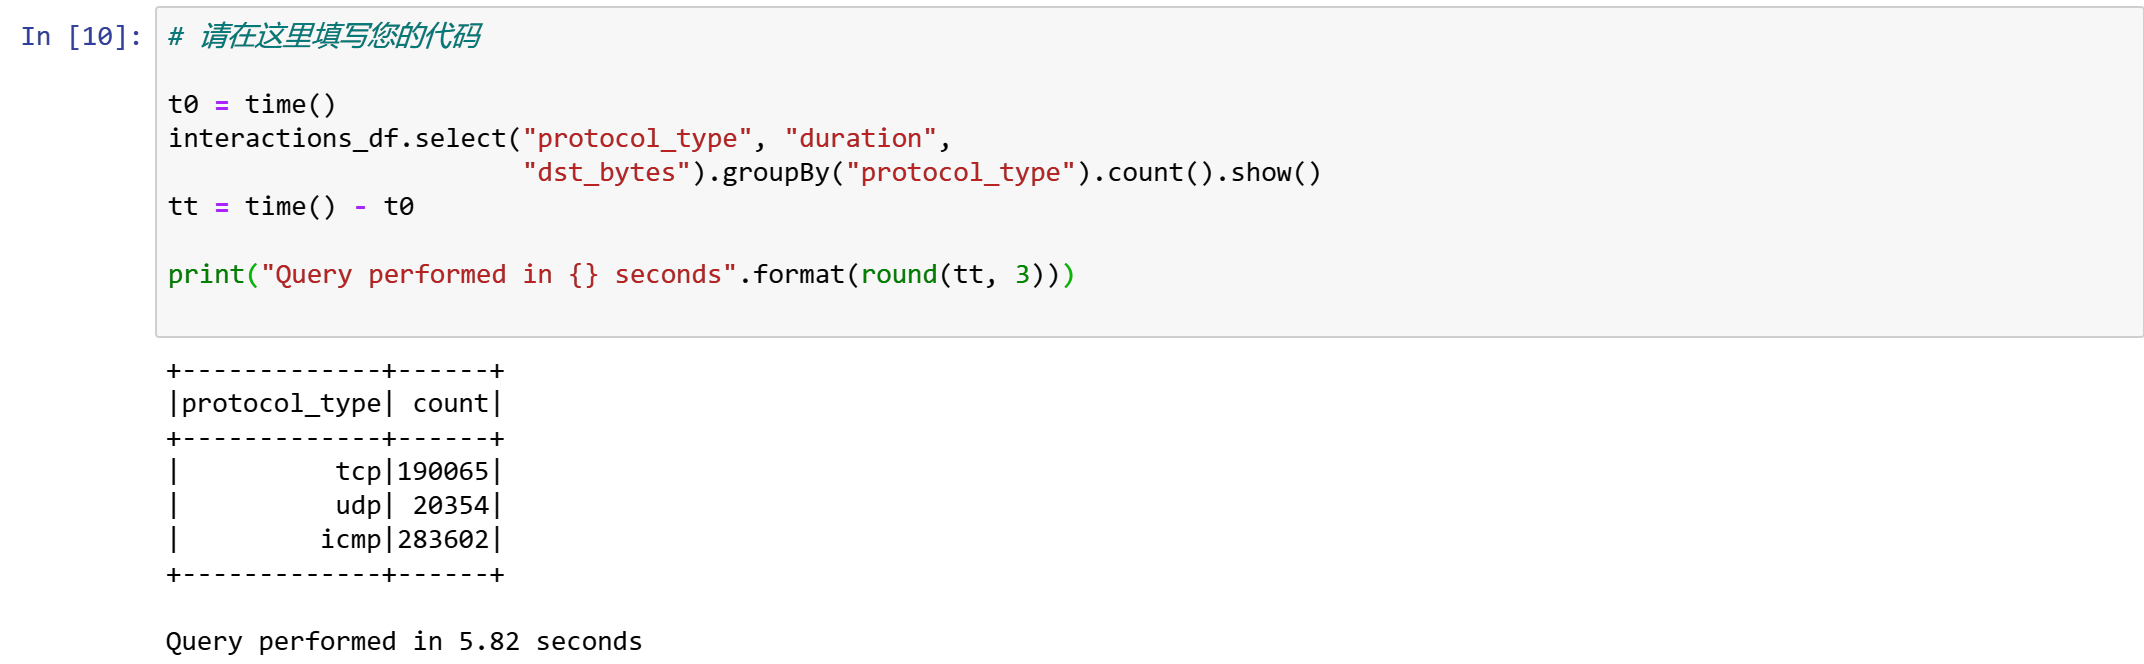 In [10]: # 请在这里填写您的代码
t0 = time()
interactions_df.select("protocol_type", "duration",
"dst_bytes").groupBy("protocol_type").count().show()
tt = time() - t0
print("Query performed in {} seconds".format(round(tt, 3)))
+-------------+------+
|protocol_type| count|
+-------------+------+
|          tcp|190065|
|          udp| 20354|
|         icmp|283602|
+-------------+------+
Query performed in 5.82 seconds